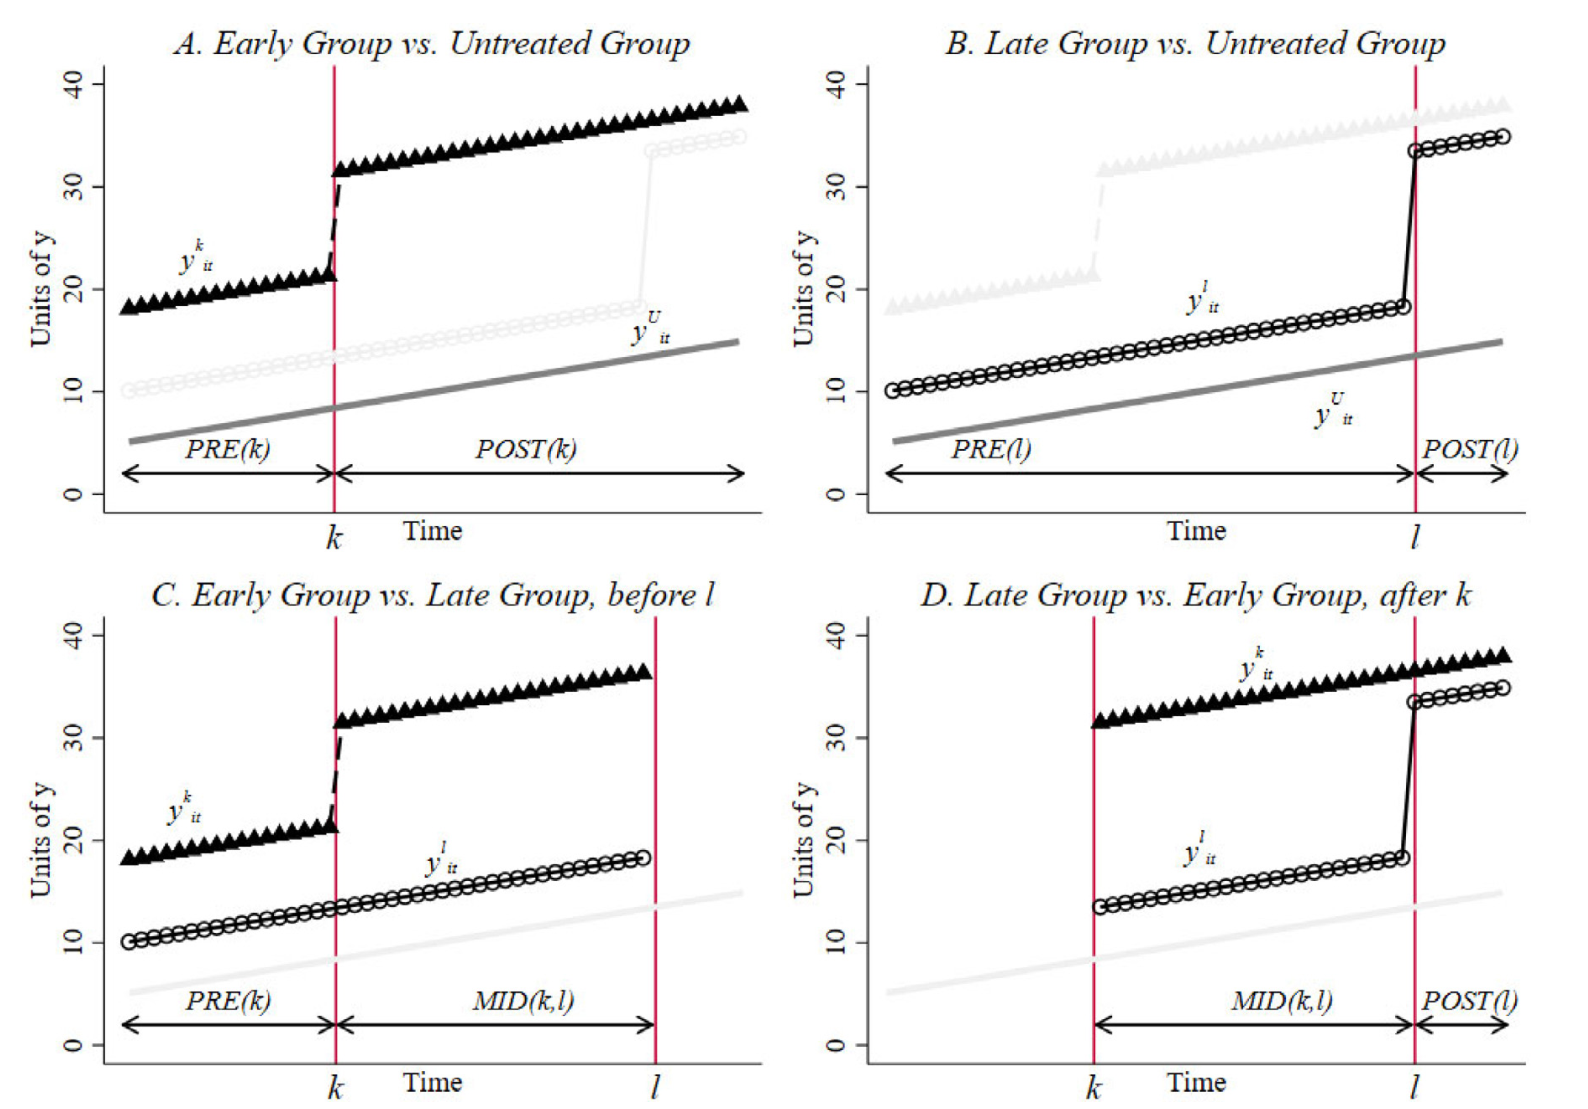 A. Early Group vs. Untreated Group
40
30
20
10
0
Units of y
y^k_it
y^U_it
PRE(k)
POST(k)
k
Time
B. Late Group vs. Untreated Group
40
30
20
10
0
Units of y
y^l_it
y^U_it
PRE(l)
POST(l)
Time
l
C. Early Group vs. Late Group, before l
40
30
20
10
0
Units of y
y^k_it
y^l_it
PRE(k)
MID(k,l)
k
Time
l
D. Late Group vs. Early Group, after k
40
30
20
10
0
Units of y
y^k_it
y^l_it
MID(k,l)
POST(l)
k
Time
l